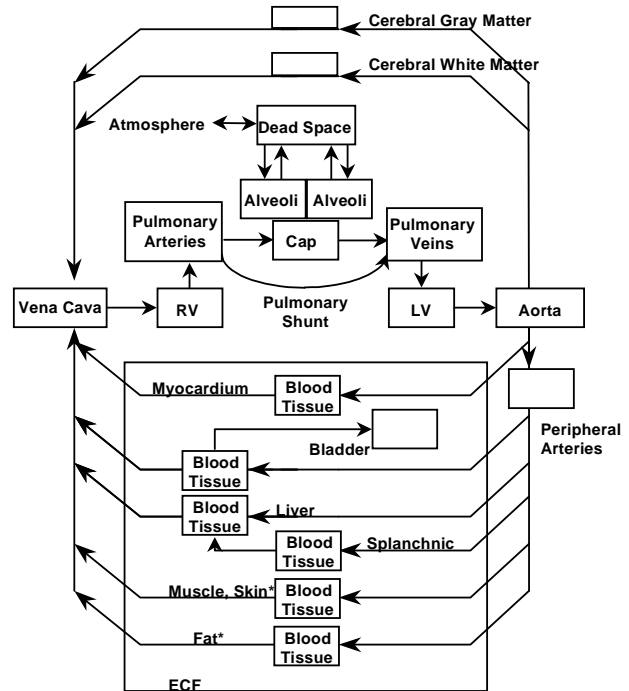 Cerebral Gray Matter
Cerebral White Matter
Atmosphere
Dead Space
Alveoli
Alveoli
Pulmonary
Arteries
Cap
Pulmonary
Veins
Pulmonary
Shunt
Vena Cava
RV
LV
Aorta
Myocardium
Blood
Tissue
Peripheral
Arteries
Bladder
Blood
Tissue
Blood
Tissue
Liver
Blood
Tissue
Splanchnic
Muscle, Skin*
Blood
Tissue
Fat*
Blood
Tissue
ECF